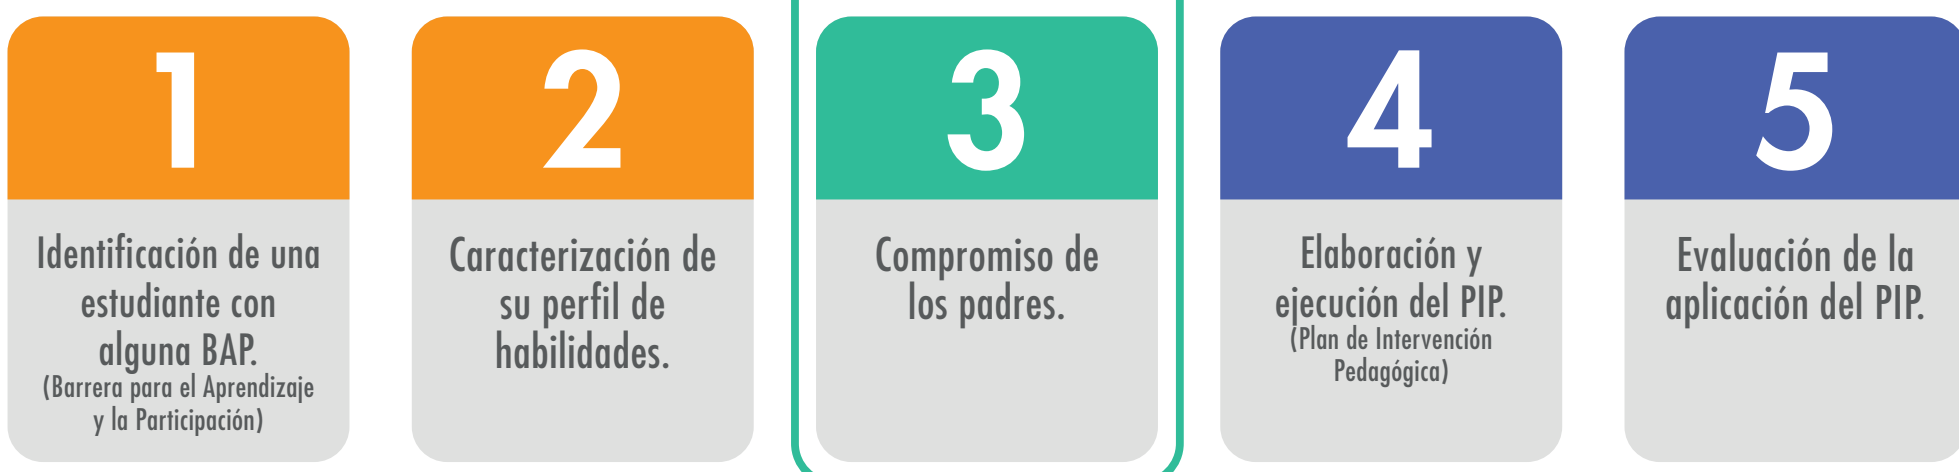 1
Identificación de una
estudiante con
alguna BAP.
(Barrera para el Aprendizaje
y la Participación)
2
Caracterización de
su perfil de
habilidades.
3
Compromiso de
los padres.
4
Elaboración y
ejecución del PIP.
(Plan de Intervención
Pedagógica)
5
Evaluación de la
aplicación del PIP.